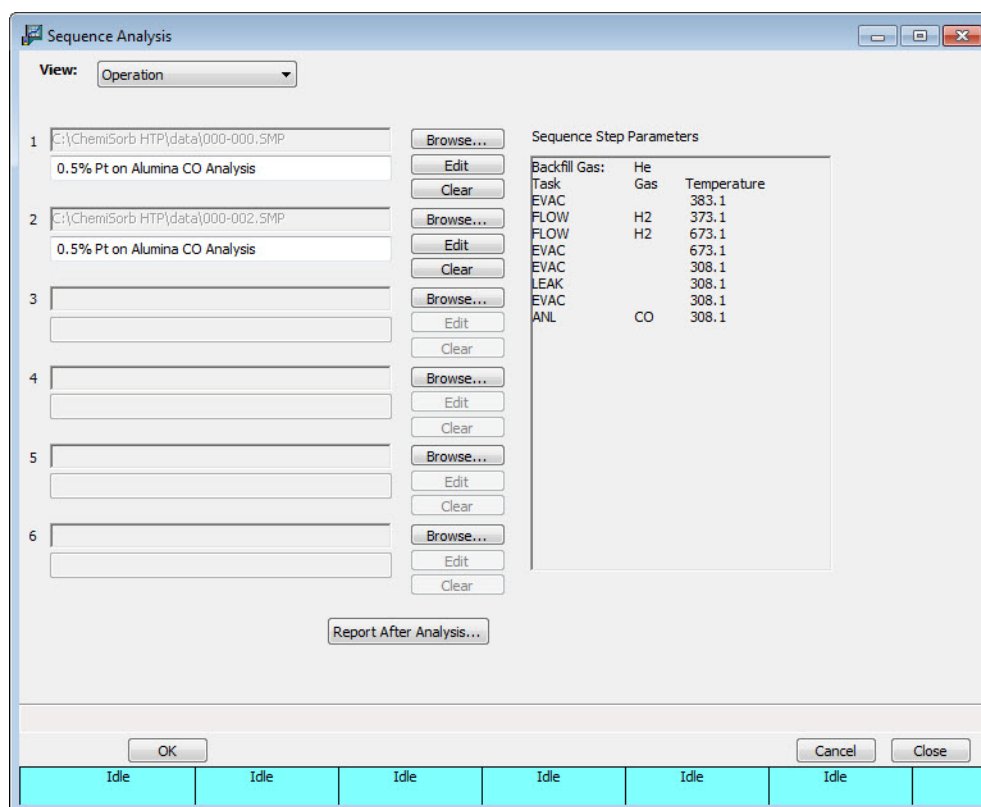 Sequence Analysis
View: Operation
1 C:\ChemiSorb HTP\data\000-000.SMP Browse...
0.5% Pt on Alumina CO Analysis Edit
Clear
2 C:\ChemiSorb HTP\data\000-002.SMP Browse...
0.5% Pt on Alumina CO Analysis Edit
Clear
3 Browse...
Edit
Clear
4 Browse...
Edit
Clear
5 Browse...
Edit
Clear
6 Browse...
Edit
Clear
Sequence Step Parameters
Backfill Gas: He
Task Gas Temperature
EVAC 383.1
FLOW H2 373.1
FLOW H2 673.1
EVAC 673.1
EVAC 308.1
LEAK 308.1
EVAC 308.1
ANL CO 308.1
Report After Analysis...
OK Cancel Close
Idle Idle Idle Idle Idle Idle